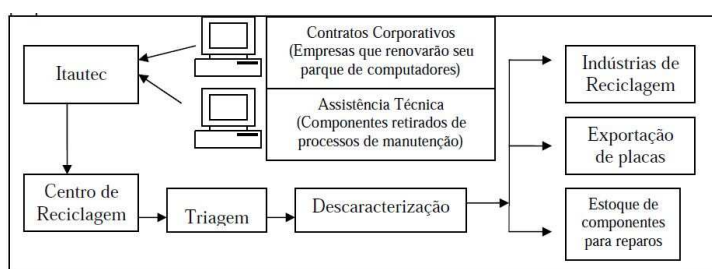 Itautec
Contratos Corporativos
(Empresas que renovarão seu
parque de computadores)
Assistência Técnica
(Componentes retirados de
processos de manutenção)
Centro de
Reciclagem
Triagem
Descaracterização
Indústrias de
Reciclagem
Exportação
de placas
Estoque de
componentes
para reparos